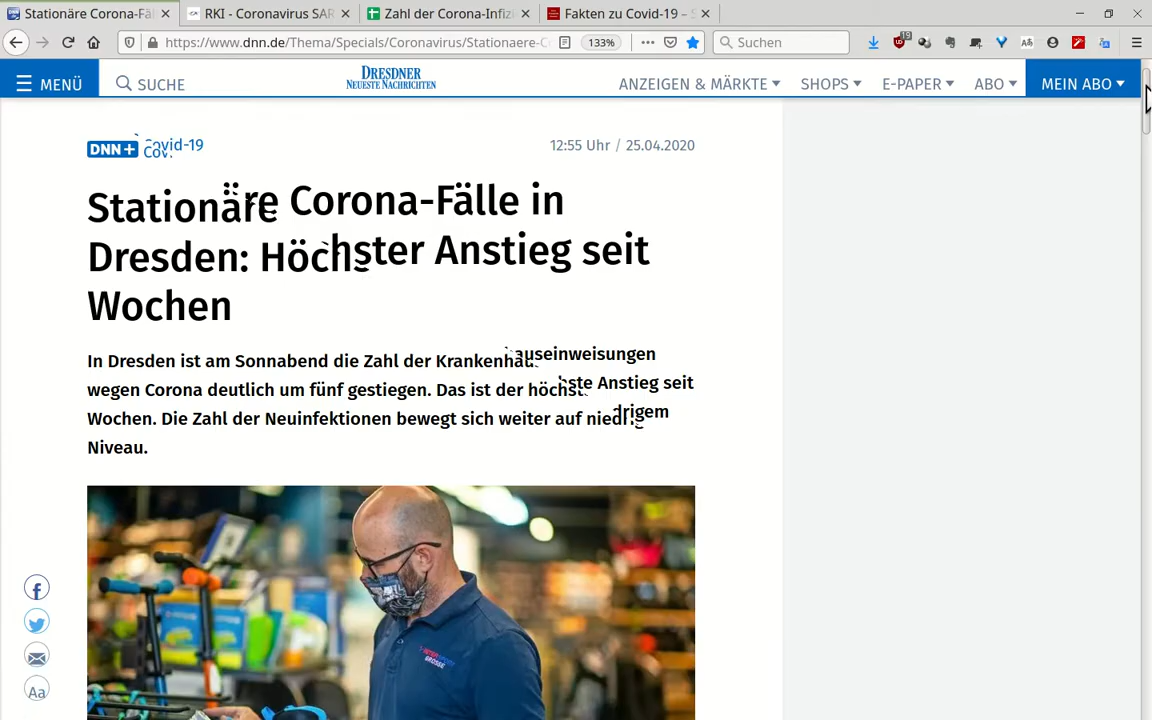 Stationäre Corona-Fäl
RKI - Coronavirus SAR
Zahl der Corona-Infizi
Fakten zu Covid-19 – S
https://www.dnn.de/Thema/Specials/Coronavirus/Stationaere-Co
133%
Suchen
19
MENÜ
SUCHE
DRESDNER
NEUESTE NACHRICHTEN
ANZEIGEN & MÄRKTE
SHOPS
E-PAPER
ABO
MEIN ABO
DNN+
Covid-19
12:55 Uhr / 25.04.2020
Stationäre Corona-Fälle in
Dresden: Höchster Anstieg seit
Wochen
In Dresden ist am Sonnabend die Zahl der Krankenhauseinweisungen
wegen Corona deutlich um fünf gestiegen. Das ist der höchste Anstieg seit
Wochen. Die Zahl der Neuinfektionen bewegt sich weiter auf niedrigem
Niveau.
Aa